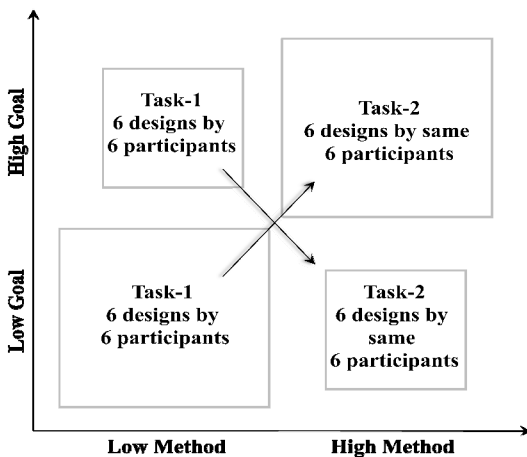 High Goal
Task-1
6 designs by
6 participants
Task-2
6 designs by same
6 participants
Low Goal
Task-1
6 designs by
6 participants
Task-2
6 designs by
same
6 participants
Low Method
High Method